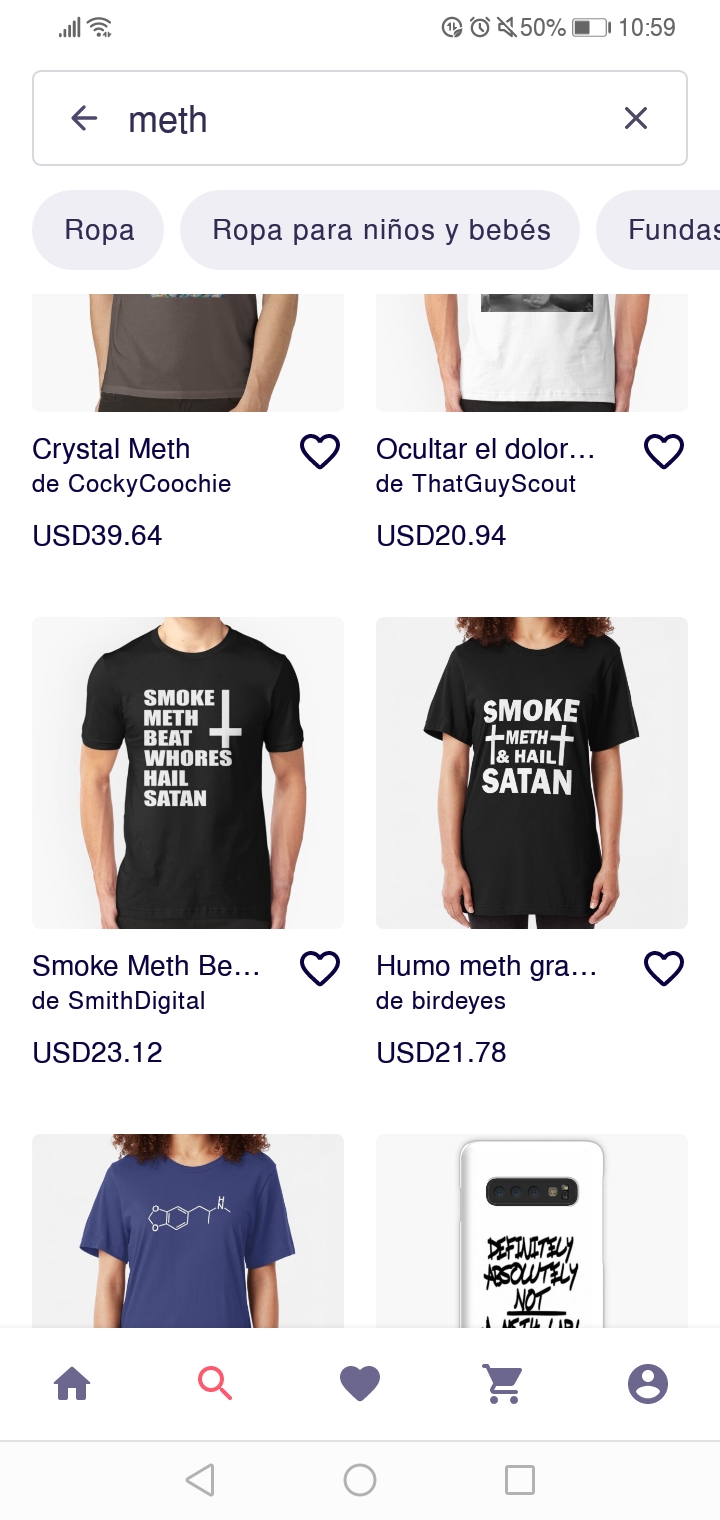 50% 10:59
meth
Ropa
Ropa para niños y bebés
Fundas
Crystal Meth
de CockyCoochie
USD39.64
Ocultar el dolor...
de ThatGuyScout
USD20.94
SMOKE
METH
BEAT
WHORES
HAIL
SATAN
SMOKE
METH
& HAIL
SATAN
Smoke Meth Be...
de SmithDigital
USD23.12
Humo meth gra...
de birdeyes
USD21.78
O
O
H
N
DEFINITELY
ABSOLUTELY
NOT